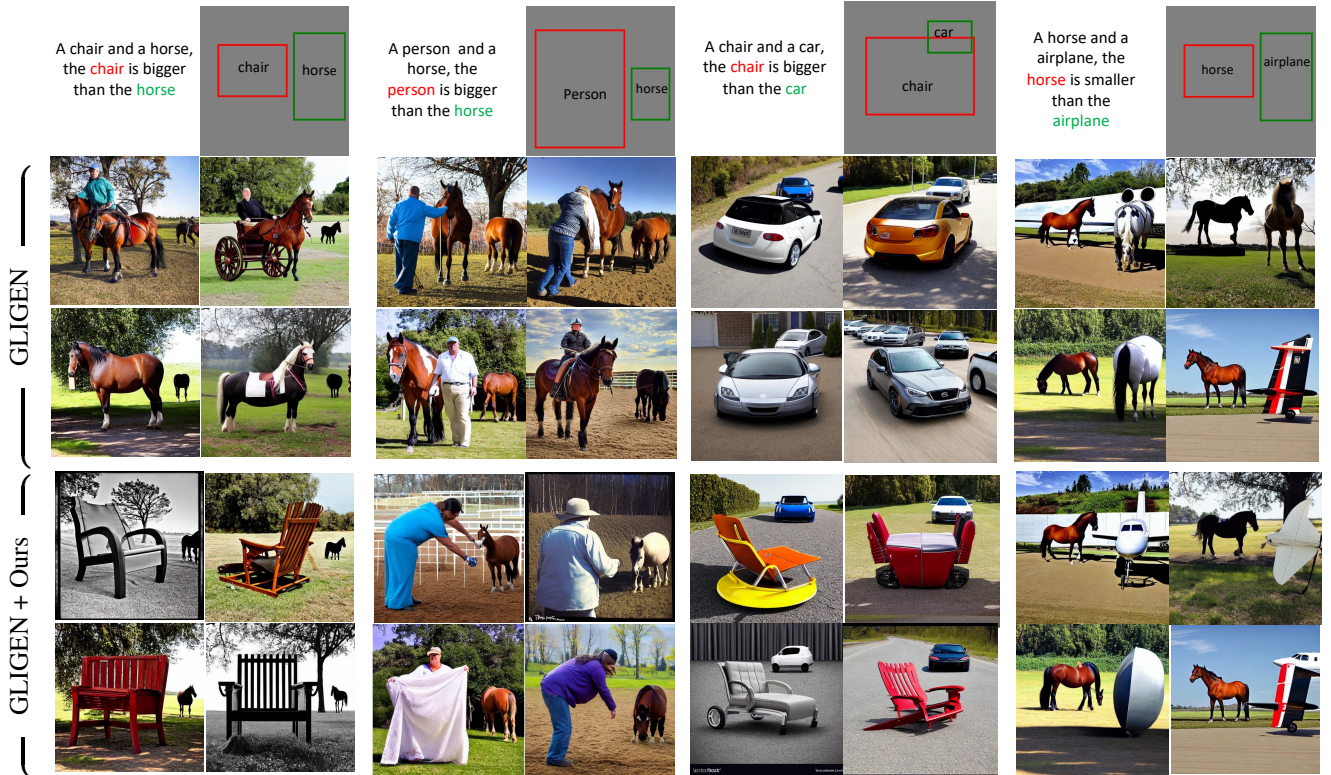 A chair and a horse,
the chair is bigger
than the horse
chair
horse
A person and a
horse, the
person is bigger
than the horse
Person
horse
A chair and a car,
the chair is bigger
than the car
car
chair
A horse and a
airplane, the
horse is smaller
than the
airplane
horse
airplane
GLIGEN
GLIGEN + Ours
VectorStock